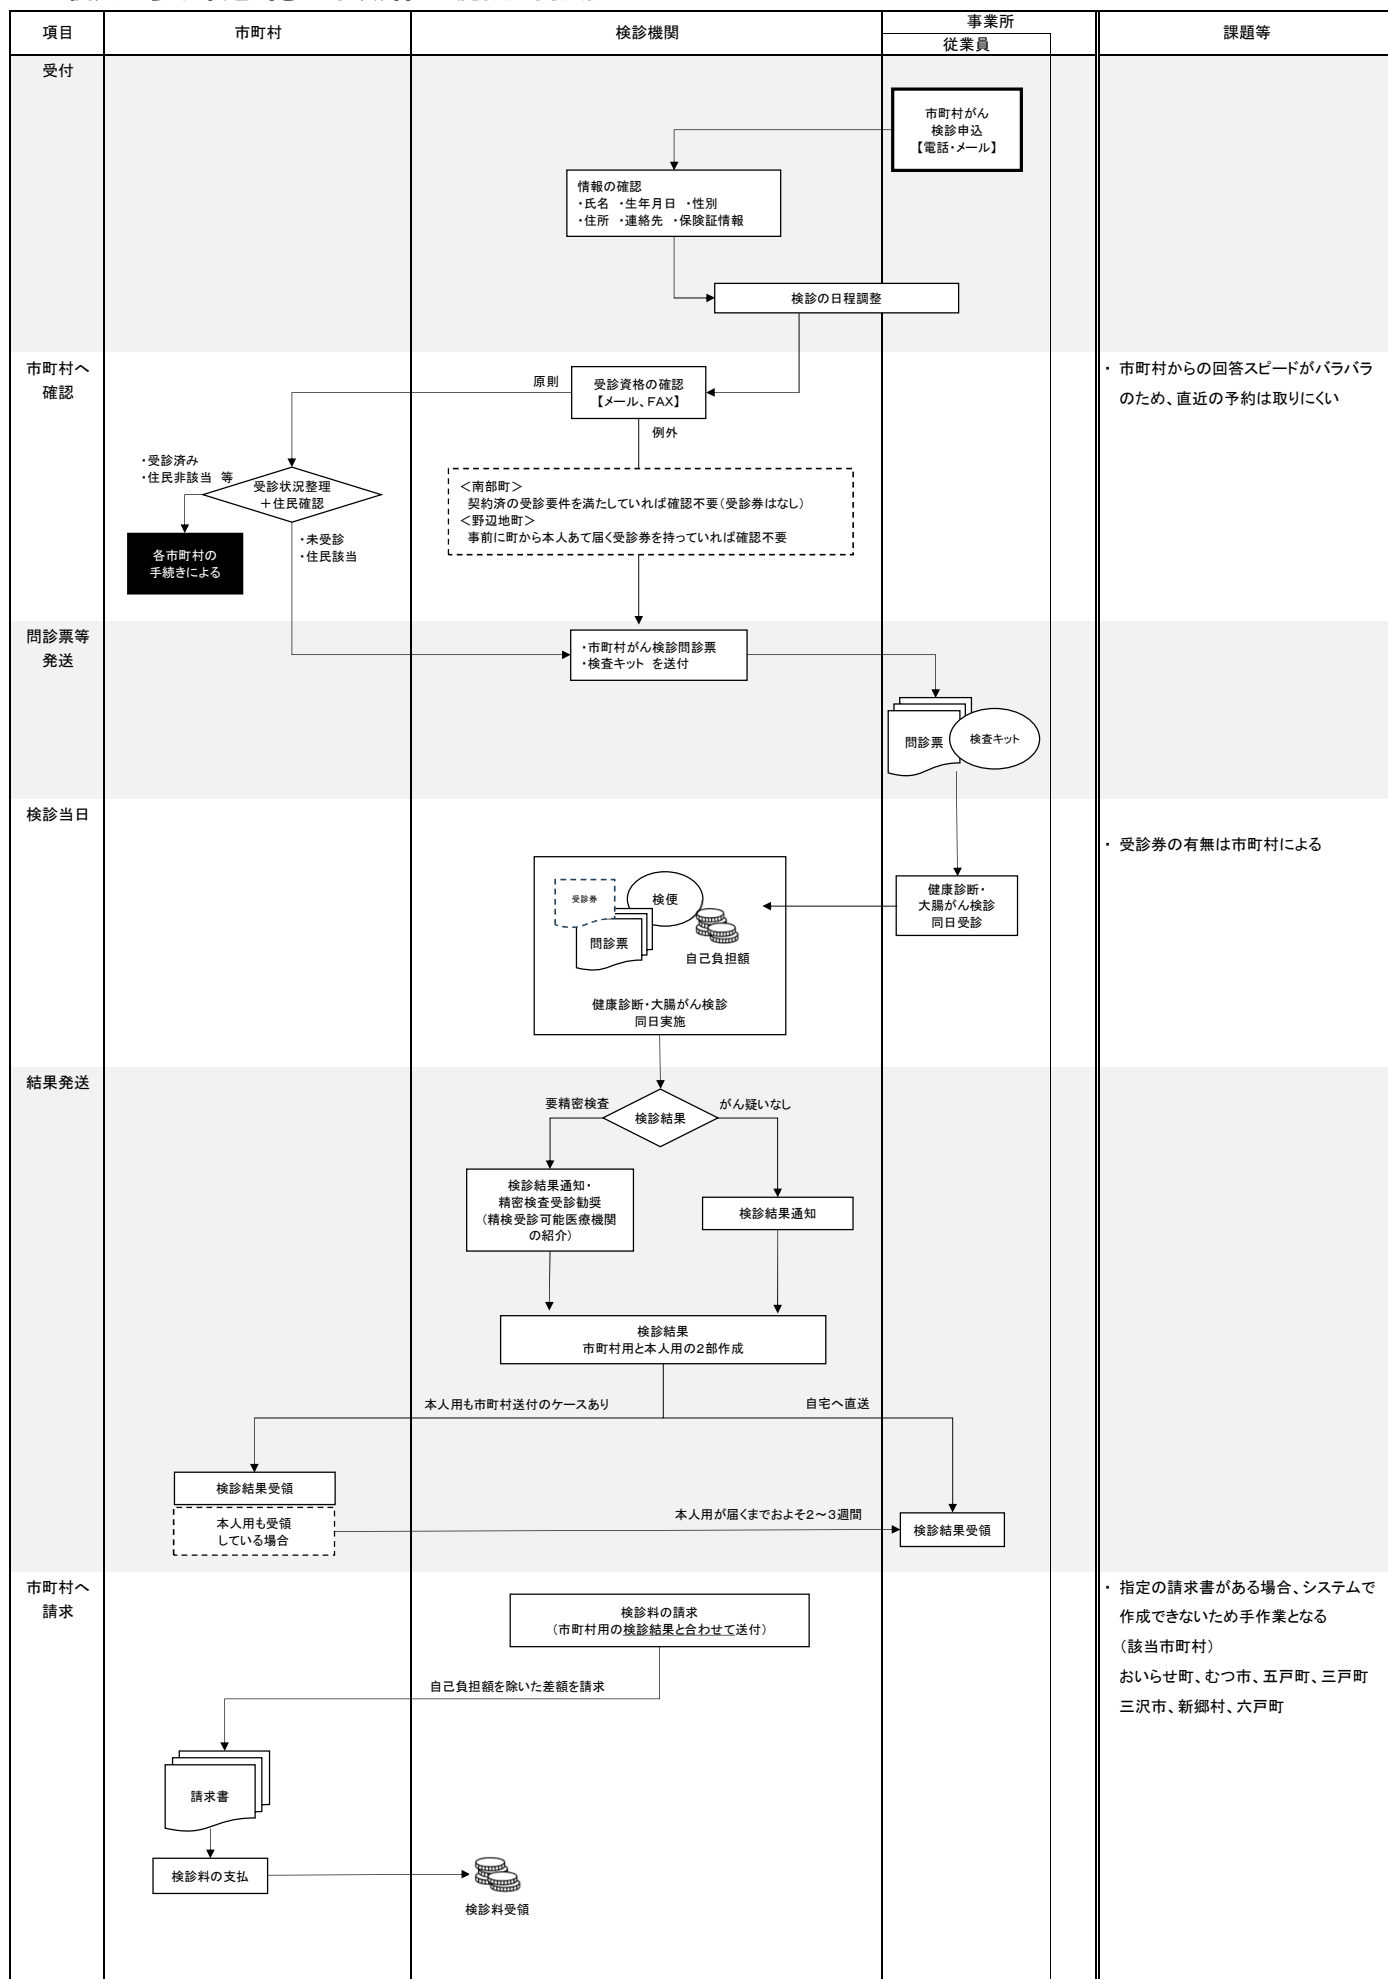 項目
市町村
検診機関
事業所
従業員
課題等
受付
市町村がん
検診申込
【電話・メール】
情報の確認
・氏名 ・生年月日 ・性別
・住所 ・連絡先 ・保険証情報
検診の日程調整
市町村へ
確認
原則
受診資格の確認
【メール、FAX】
例外
・ 市町村からの回答スピードがバラバラ
のため、直近の予約は取りにくい
・受診済み
・住民非該当 等
受診状況整理
＋住民確認
＜南部町＞
契約済の受診要件を満たしていれば確認不要（受診券はなし）
＜野辺地町＞
事前に町から本人あて届く受診券を持っていれば確認不要
各市町村の
手続きによる
・未受診
・住民該当
問診票等
発送
・市町村がん検診問診票
・検査キット を送付
問診票
検査キット
検診当日
・ 受診券の有無は市町村による
受診券
検便
問診票
自己負担額
健康診断・大腸がん検診
同日実施
健康診断・
大腸がん検診
同日受診
結果発送
要精密検査
検診結果
がん疑いなし
検診結果通知・
精密検査受診勧奨
（精検受診可能医療機関
の紹介）
検診結果通知
検診結果
市町村用と本人用の２部作成
本人用も市町村送付のケースあり
自宅へ直送
検診結果受領
本人用も受領
している場合
本人用が届くまでおよそ２～３週間
検診結果受領
市町村へ
請求
検診料の請求
（市町村用の検診結果と合わせて送付）
・ 指定の請求書がある場合、システムで
作成できないため手作業となる
（該当市町村）
おいらせ町、むつ市、五戸町、三戸町
三沢市、新郷村、六戸町
自己負担額を除いた差額を請求
請求書
検診料の支払
検診料受領